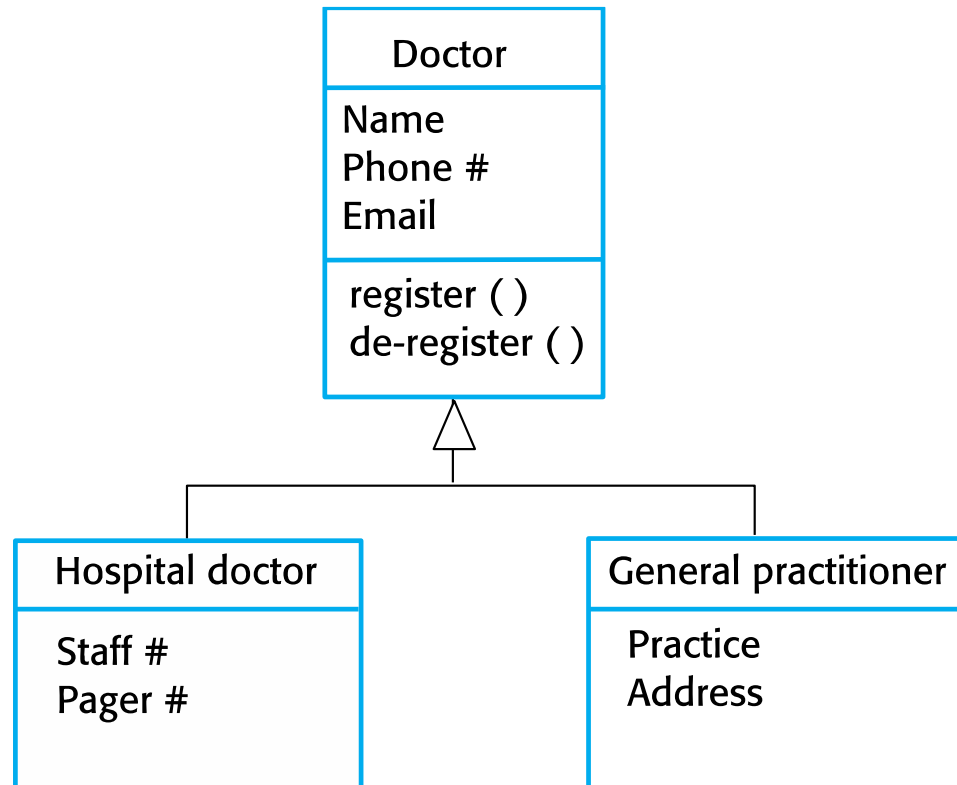 Doctor
Name
Phone #
Email
register ( )
de-register ( )
Hospital doctor
Staff #
Pager #
General practitioner
Practice
Address